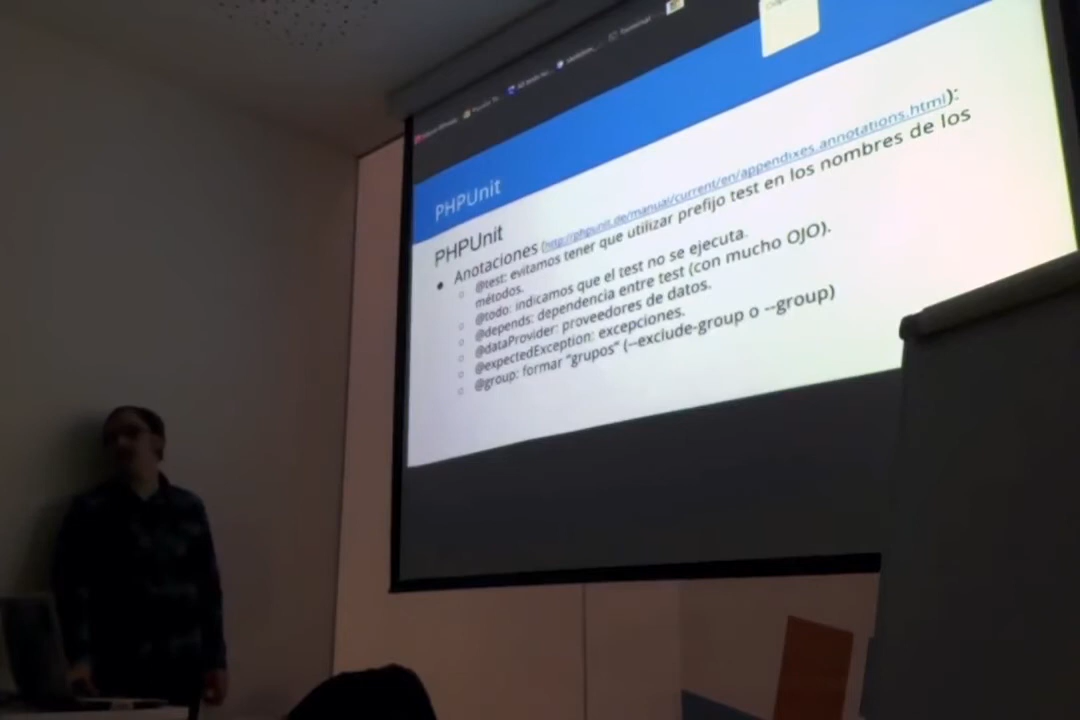 PHPUnit
PHPUnit
● Anotaciones (http://phpunit.de/manual/current/en/appendixes.annotations.html):
○ @test: evitamos tener que utilizar prefijo test en los nombres de los
métodos.
○ @todo: indicamos que el test no se ejecuta.
○ @depends: dependencia entre test (con mucho OJO).
○ @dataProvider: proveedores de datos.
○ @expectedException: excepciones.
○ @group: formar "grupos" (--exclude-group o --group)